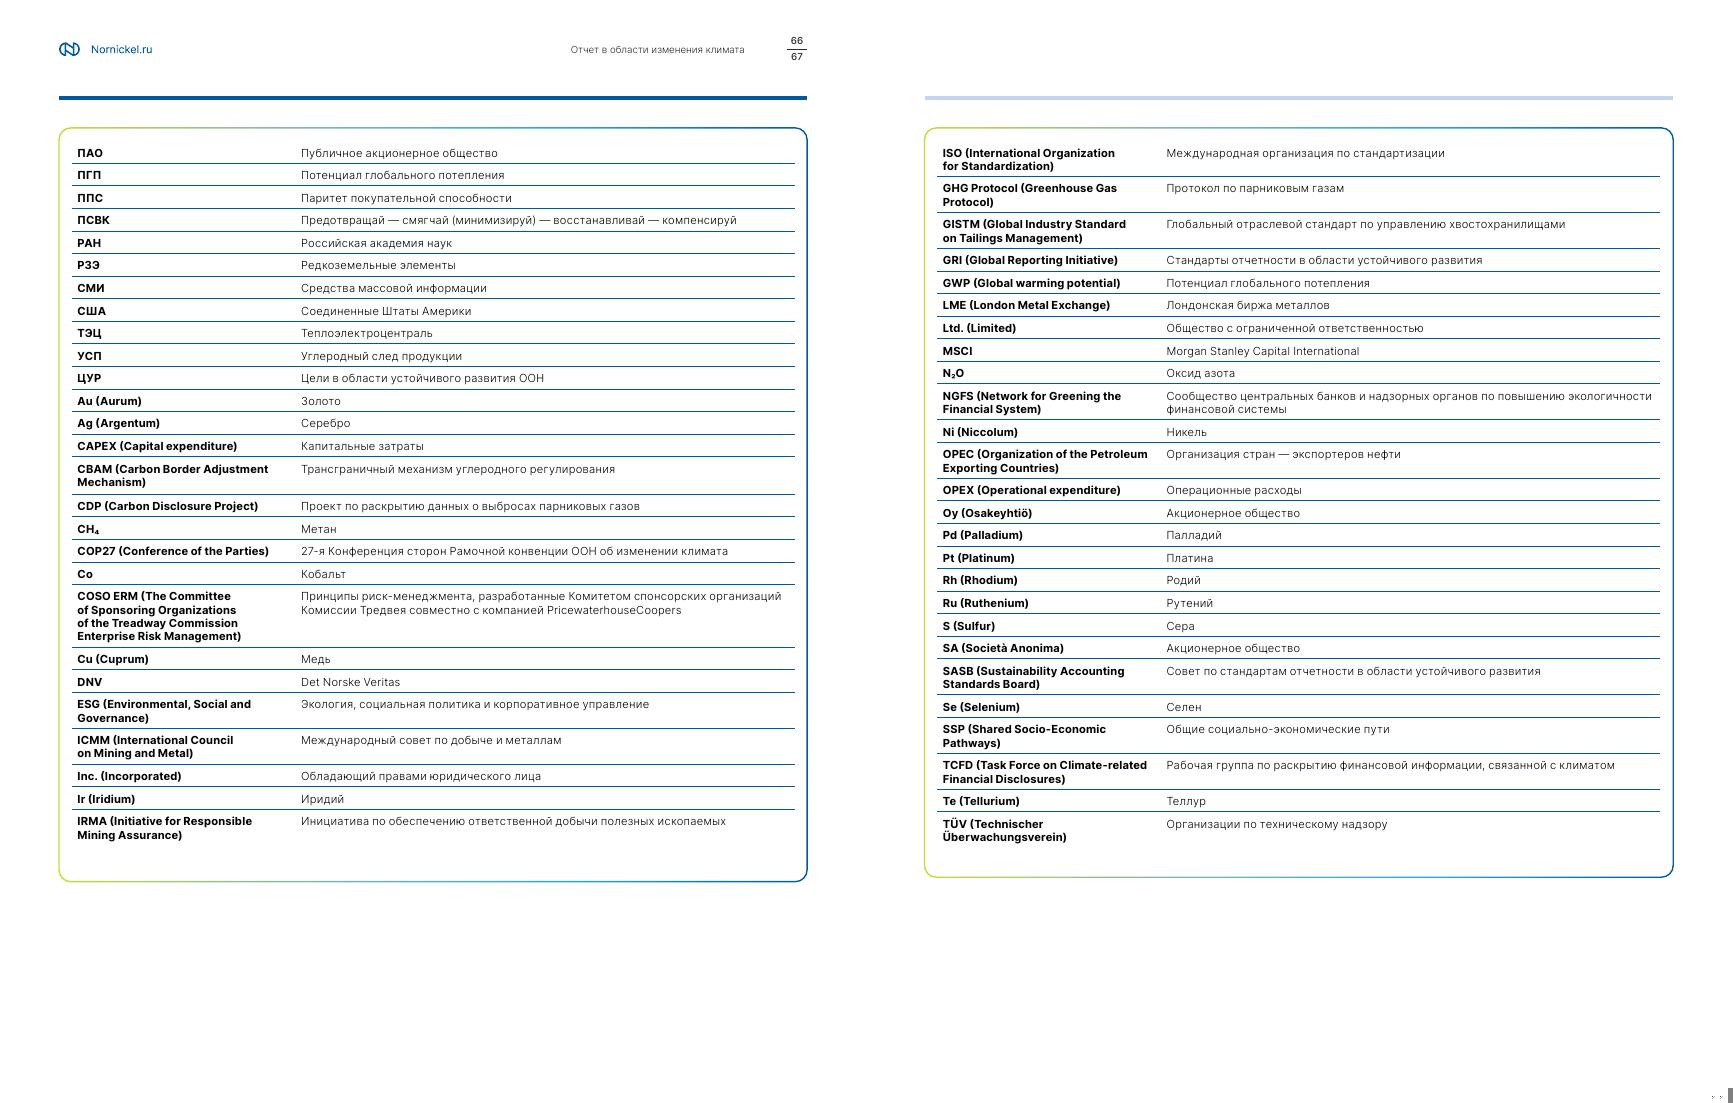 Nornickel.ru
Отчет в области изменения климата
66
67
ПАО Публичное акционерное общество
ПГП Потенциал глобального потепления
ППС Паритет покупательной способности
ПСВК Предотвращай — смягчай (минимизируй) — восстанавливай — компенсируй
РАН Российская академия наук
РЗЭ Редкоземельные элементы
СМИ Средства массовой информации
США Соединенные Штаты Америки
ТЭЦ Теплоэлектроцентраль
УСП Углеродный след продукции
ЦУР Цели в области устойчивого развития ООН
Au (Aurum) Золото
Ag (Argentum) Серебро
CAPEX (Capital expenditure) Капитальные затраты
CBAM (Carbon Border Adjustment Трансграничный механизм углеродного регулирования
Mechanism)
CDP (Carbon Disclosure Project) Проект по раскрытию данных о выбросах парниковых газов
CH₄ Метан
COP27 (Conference of the Parties) 27-я Конференция сторон Рамочной конвенции ООН об изменении климата
Co Кобальт
COSO ERM (The Committee Принципы риск-менеджмента, разработанные Комитетом спонсорских организаций
of Sponsoring Organizations Комиссии Тредвея совместно с компанией PricewaterhouseCoopers
of the Treadway Commission
Enterprise Risk Management)
Cu (Cuprum) Медь
DNV Det Norske Veritas
ESG (Environmental, Social and Экология, социальная политика и корпоративное управление
Governance)
ICMM (International Council Международный совет по добыче и металлам
on Mining and Metal)
Inc. (Incorporated) Обладающий правами юридического лица
Ir (Iridium) Иридий
IRMA (Initiative for Responsible Инициатива по обеспечению ответственной добычи полезных ископаемых
Mining Assurance)
ISO (International Organization Международная организация по стандартизации
for Standardization)
GHG Protocol (Greenhouse Gas Протокол по парниковым газам
Protocol)
GISTM (Global Industry Standard Глобальный отраслевой стандарт по управлению хвостохранилищами
on Tailings Management)
GRI (Global Reporting Initiative) Стандарты отчетности в области устойчивого развития
GWP (Global warming potential) Потенциал глобального потепления
LME (London Metal Exchange) Лондонская биржа металлов
Ltd. (Limited) Общество с ограниченной ответственностью
MSCI Morgan Stanley Capital International
N₂O Оксид азота
NGFS (Network for Greening the Сообщество центральных банков и надзорных органов по повышению экологичности
Financial System) финансовой системы
Ni (Niccolum) Никель
OPEC (Organization of the Petroleum Организация стран — экспортеров нефти
Exporting Countries)
OPEX (Operational expenditure) Операционные расходы
Oy (Osakeyhtiö) Акционерное общество
Pd (Palladium) Палладий
Pt (Platinum) Платина
Rh (Rhodium) Родий
Ru (Ruthenium) Рутений
S (Sulfur) Сера
SA (Società Anonima) Акционерное общество
SASB (Sustainability Accounting Совет по стандартам отчетности в области устойчивого развития
Standards Board)
Se (Selenium) Селен
SSP (Shared Socio-Economic Общие социально-экономические пути
Pathways)
TCFD (Task Force on Climate-related Рабочая группа по раскрытию финансовой информации, связанной с климатом
Financial Disclosures)
Te (Tellurium) Теллур
TÜV (Technischer Организации по техническому надзору
Überwachungsverein)